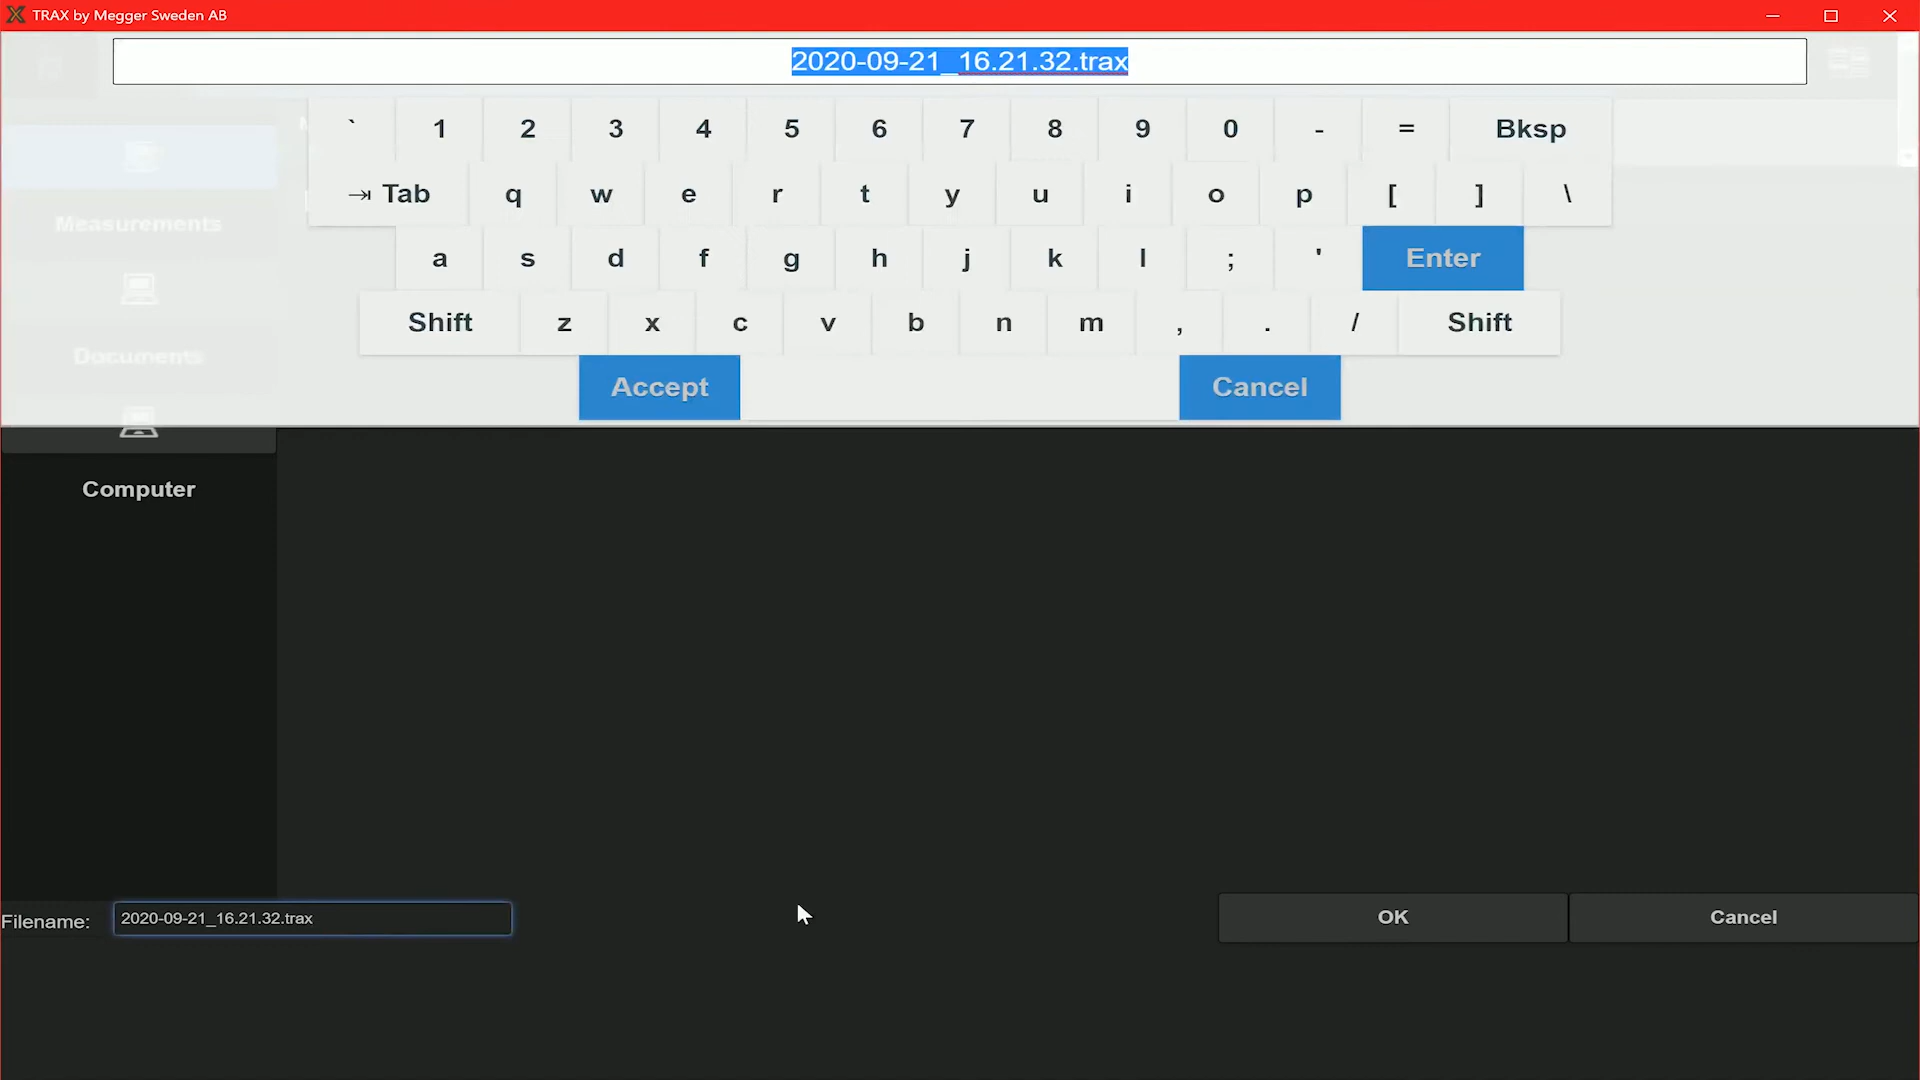 TRAX by Megger Sweden AB
2020-09-21_16.21.32.trax
` 1 2 3 4 5 6 7 8 9 0 - = Bksp
Tab q w e r t y u i o p [ ] \
a s d f g h j k l ; ' Enter
Shift z x c v b n m , . / Shift
Accept Cancel
Measurements
Documents
Computer
Filename: 2020-09-21_16.21.32.trax OK Cancel